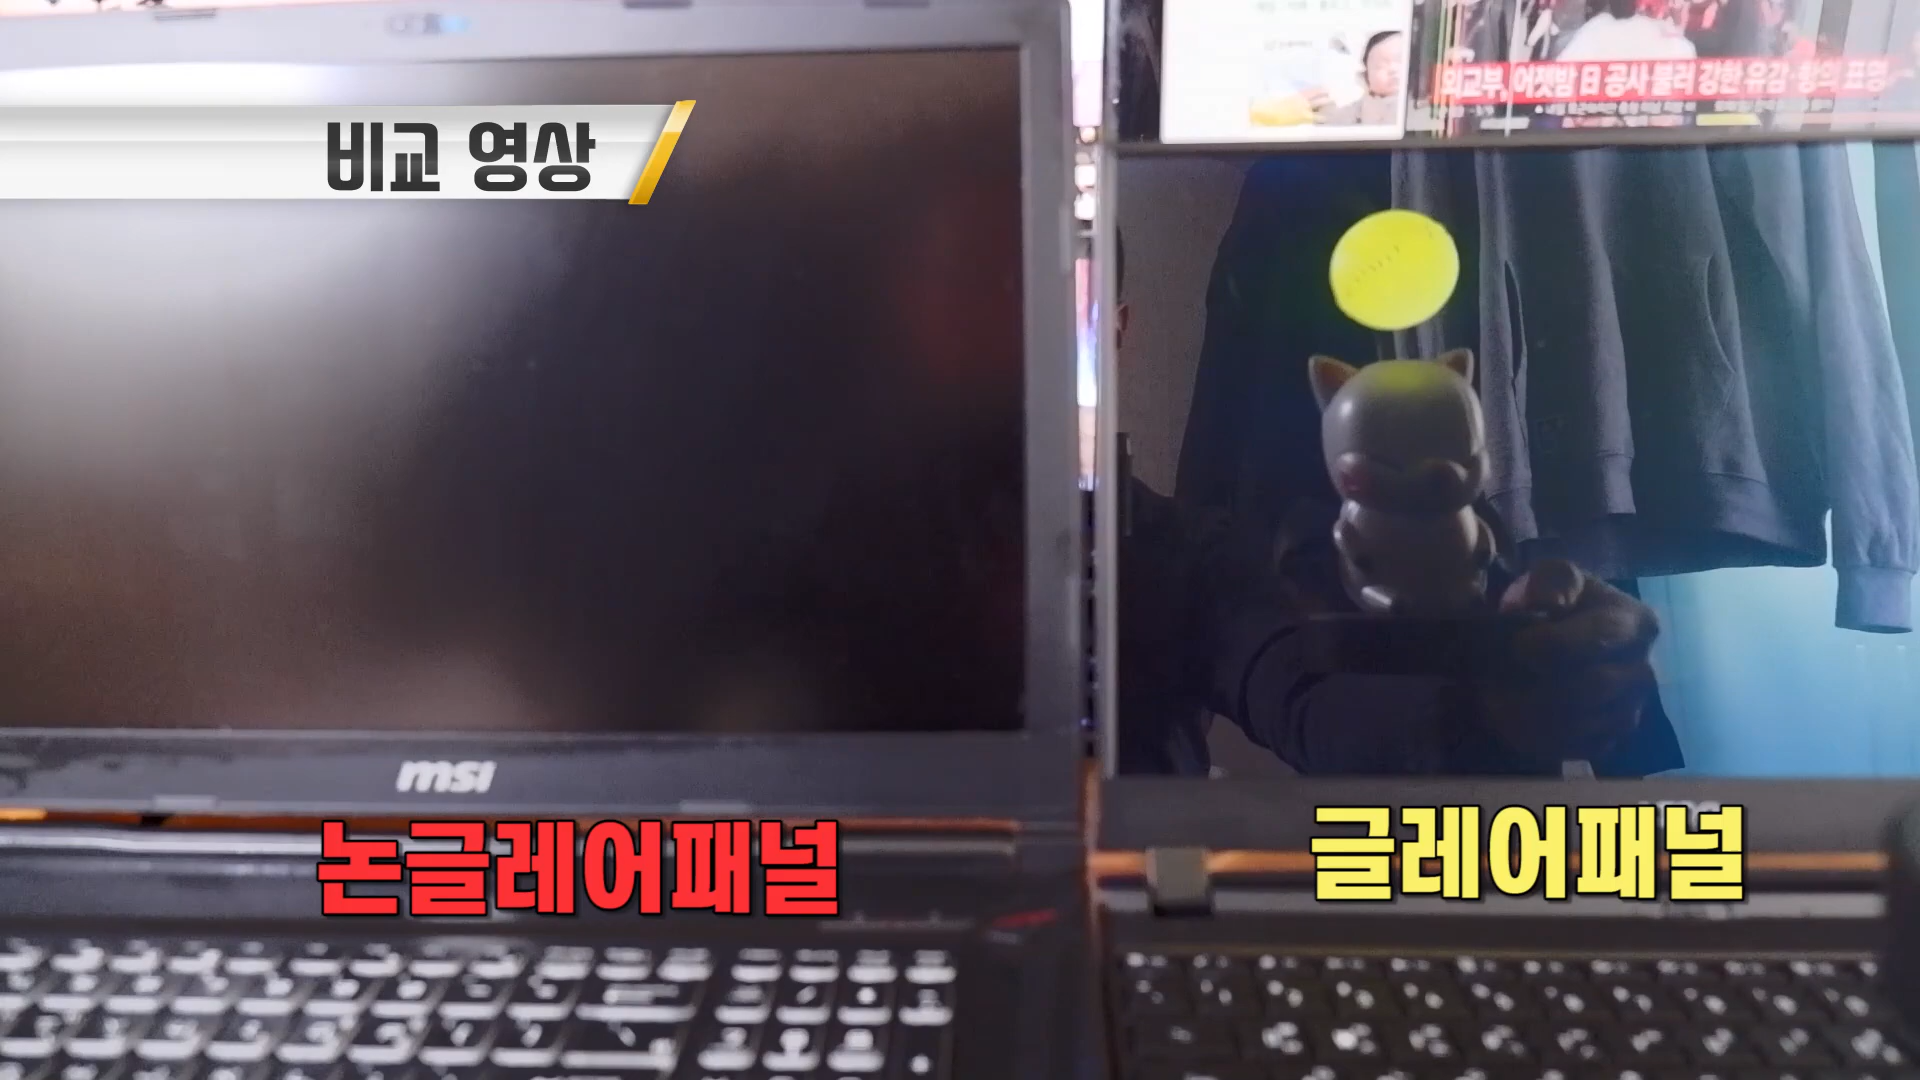 외교부, 어젯밤 日 공사 불러 강한 유감·항의 표명
비교 영상
msi
논글레어패널
글레어패널